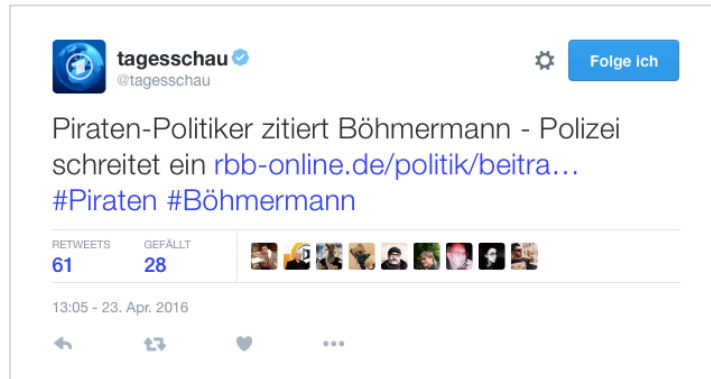 tagesschau
@tagesschau
Folge ich
Piraten-Politiker zitiert Böhmermann - Polizei
schreitet ein rbb-online.de/politik/beitra…
#Piraten #Böhmermann
RETWEETS GEFÄLLT
61 28
13:05 - 23. Apr. 2016